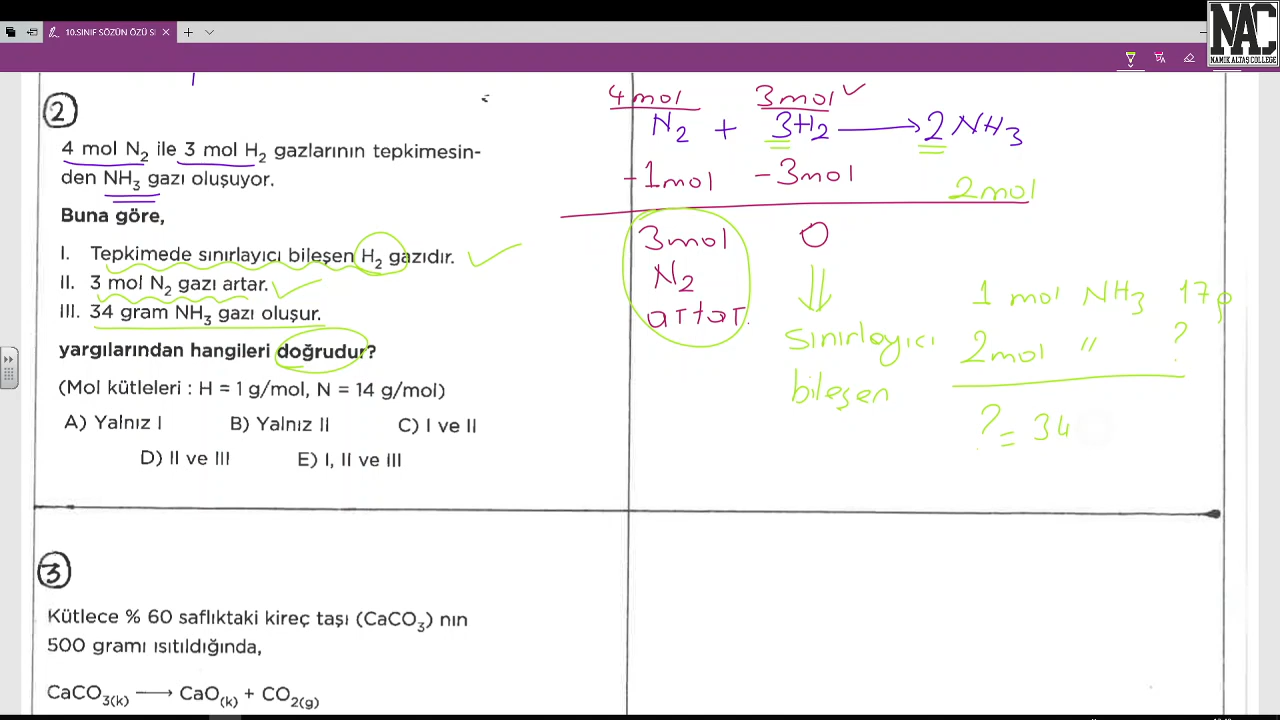 10.SINIF SÖZÜN ÖZÜ S
NAC
NAMIK ALTAŞ COLLEGE
2
4 mol N₂ ile 3 mol H₂ gazlarının tepkimesin-
den NH₃ gazı oluşuyor.
Buna göre,
I. Tepkimede sınırlayıcı bileşen H₂ gazıdır.
II. 3 mol N₂ gazı artar.
III. 34 gram NH₃ gazı oluşur.
yargılarından hangileri doğrudur?
(Mol kütleleri : H = 1 g/mol, N = 14 g/mol)
A) Yalnız I B) Yalnız II C) I ve II
D) II ve III E) I, II ve III
4mol 3mol
N₂ + 3H₂ → 2NH₃
-1mol -3mol 2mol
3mol 0
N₂
artar.
sınırlayıcı
bileşen
1 mol NH₃ 17g
2mol " ?
? = 34
3
Kütlece % 60 saflıktaki kireç taşı (CaCO₃) nın
500 gramı ısıtıldığında,
CaCO₃(k) → CaO(k) + CO₂(g)